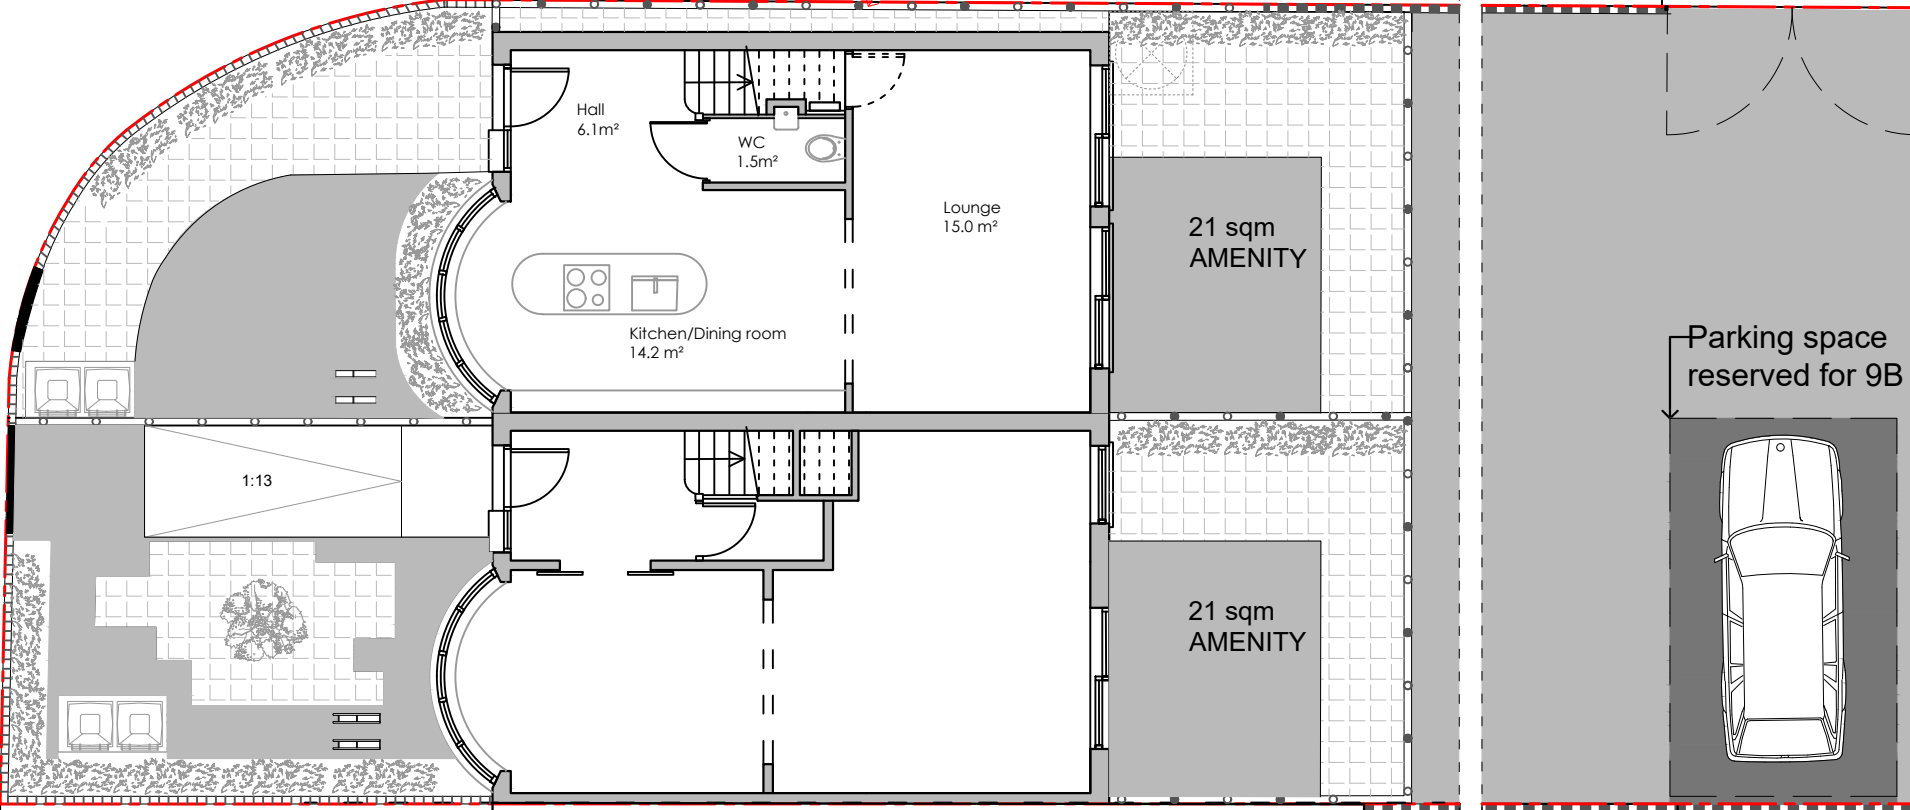 Hall
6.1m²
WC
1.5m²
Lounge
15.0 m²
21 sqm
AMENITY
Kitchen/Dining room
14.2 m²
Parking space
reserved for 9B
1:13
21 sqm
AMENITY